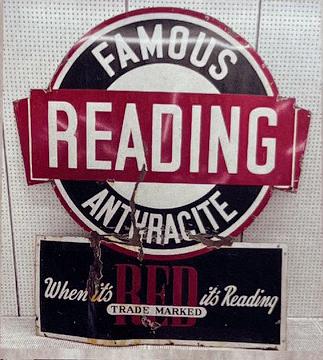 FAMOUS
READING
ANTHRACITE
When it's RED it's Reading
TRADE MARKED